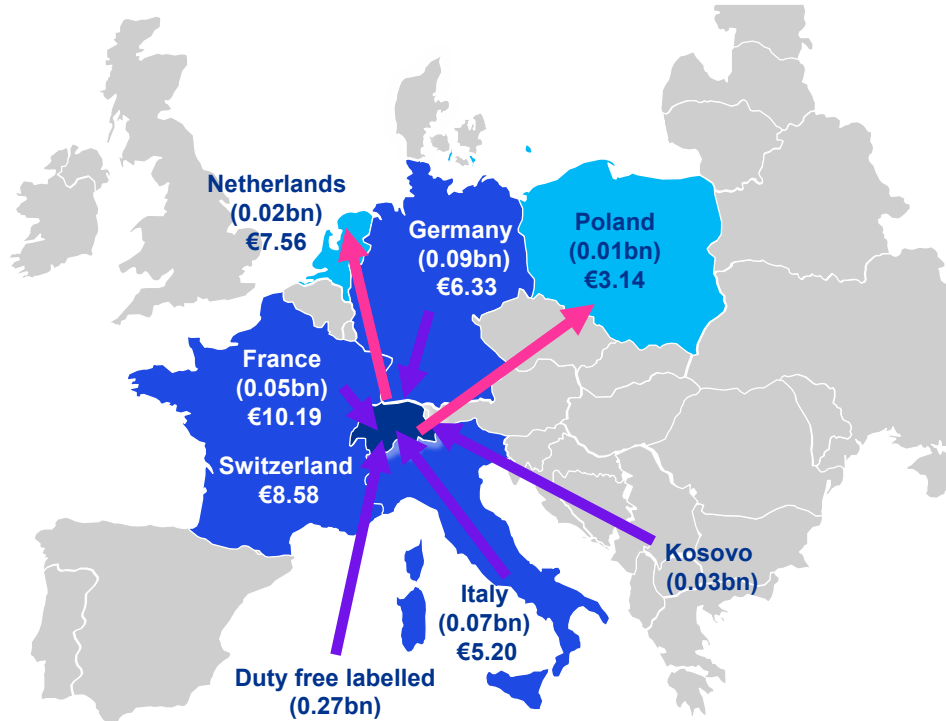 Netherlands
(0.02bn)
€7.56
Germany
(0.09bn)
€6.33
Poland
(0.01bn)
€3.14
France
(0.05bn)
€10.19
Switzerland
€8.58
Kosovo
(0.03bn)
Italy
(0.07bn)
€5.20
Duty free labelled
(0.27bn)